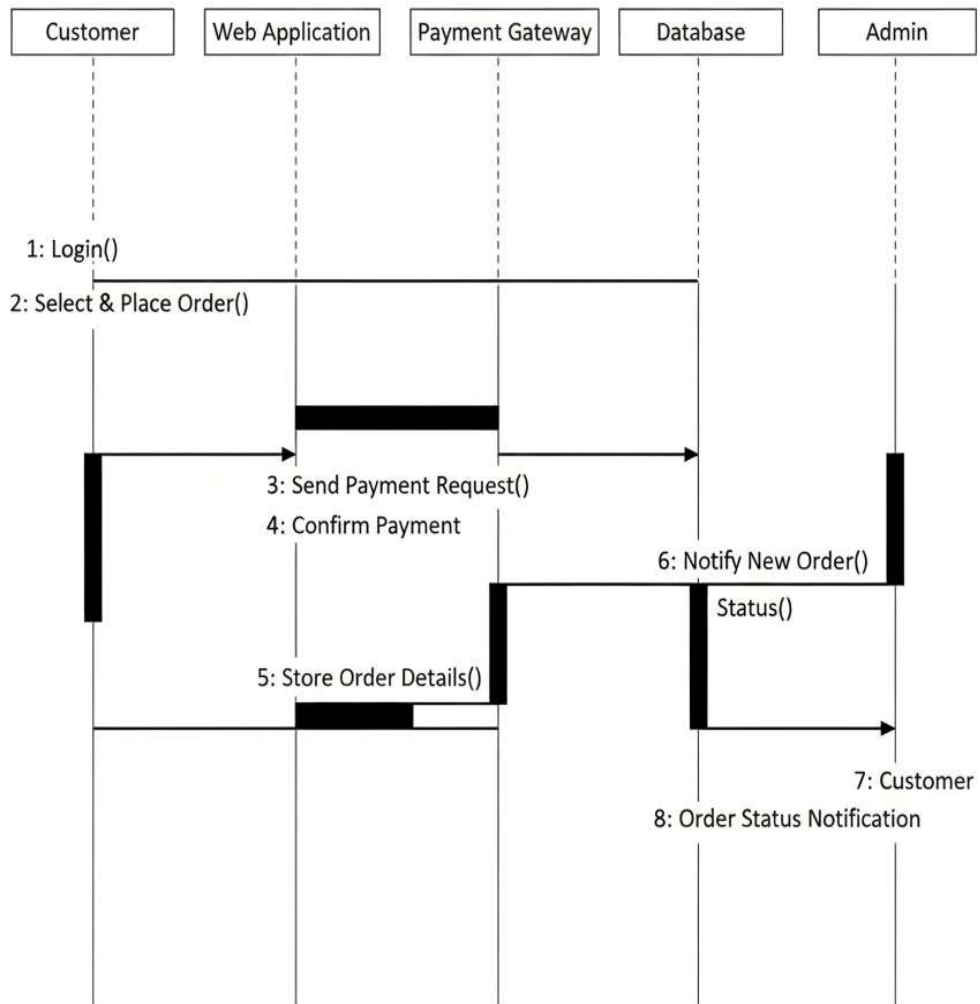 Customer
Web Application
Payment Gateway
Database
Admin
1: Login()
2: Select & Place Order()
3: Send Payment Request()
4: Confirm Payment
6: Notify New Order()
Status()
5: Store Order Details()
7: Customer
8: Order Status Notification